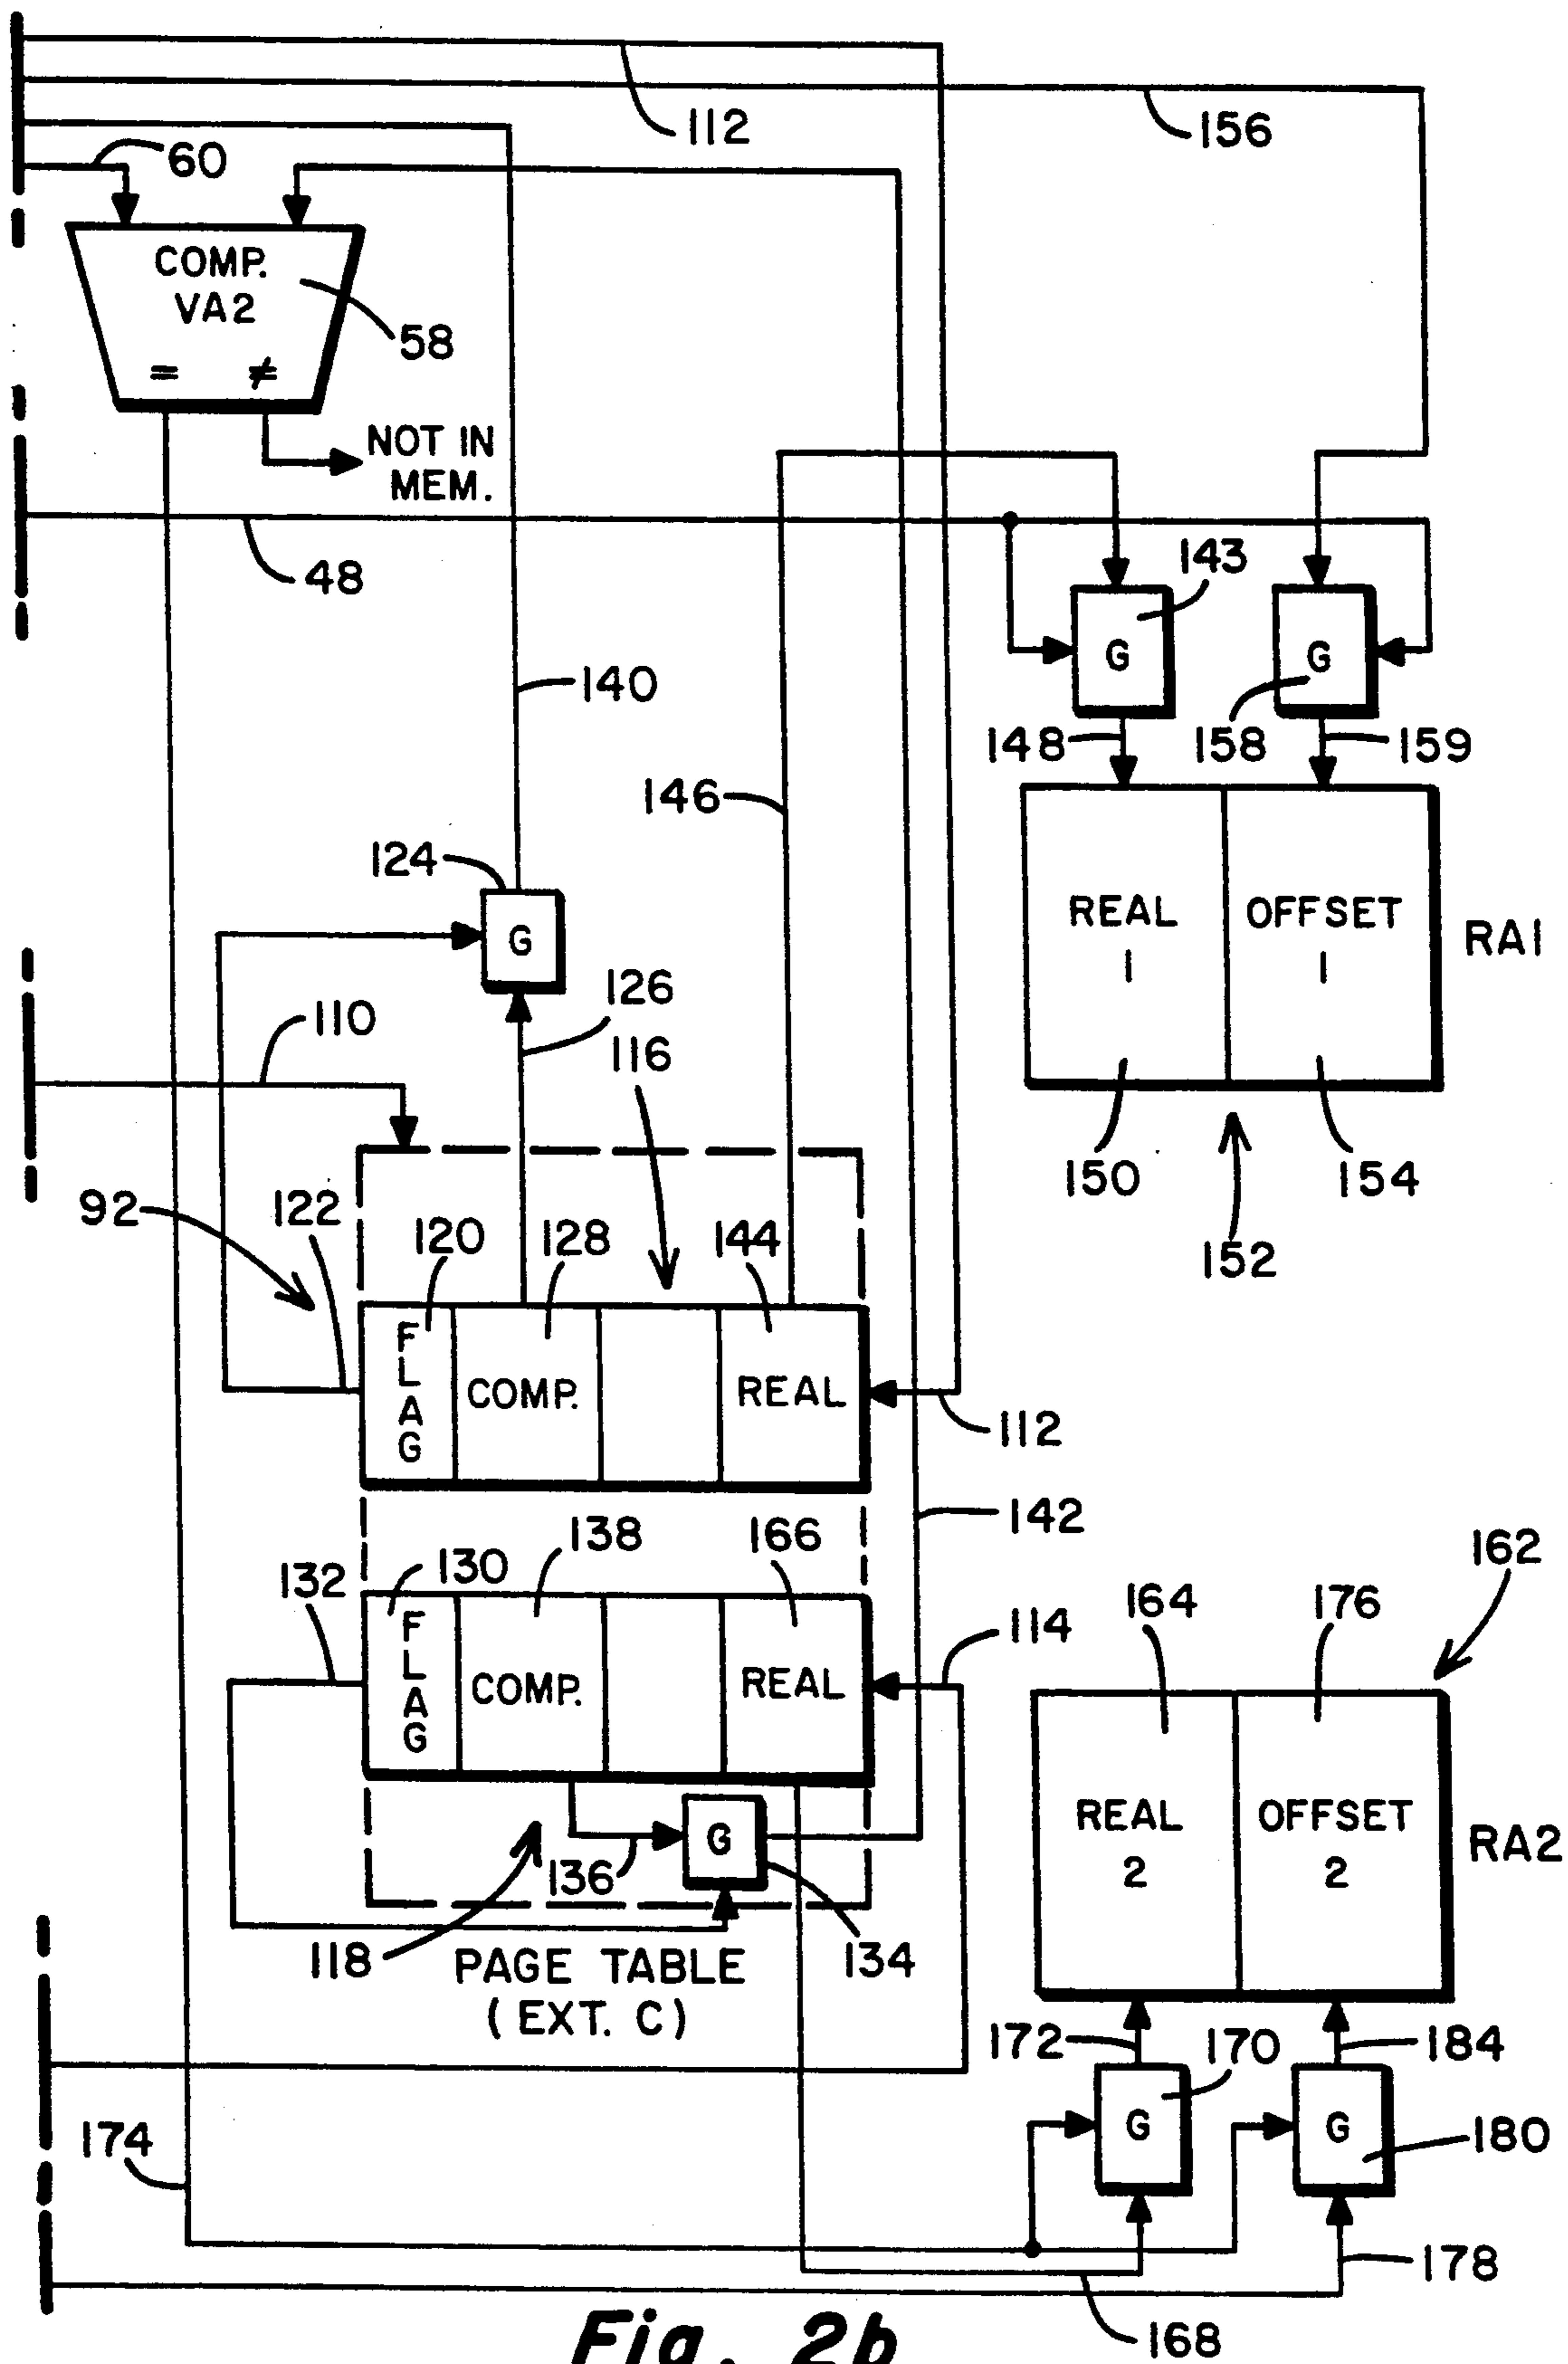 112
156
60
COMP.
VA2
58
= ≠
NOT IN
MEM.
48
143
G
G
140
148
158
159
146
124
G
REAL
1
OFFSET
1
RA1
126
110
116
150
154
152
92
122
120
128
144
FLAG
COMP.
REAL
112
142
138
166
162
132
130
164
176
114
FLAG
COMP.
REAL
REAL
2
OFFSET
2
RA2
G
136
118
134
PAGE TABLE
(EXT. C)
172
170
184
G
G
174
180
178
168
Fig. 2b